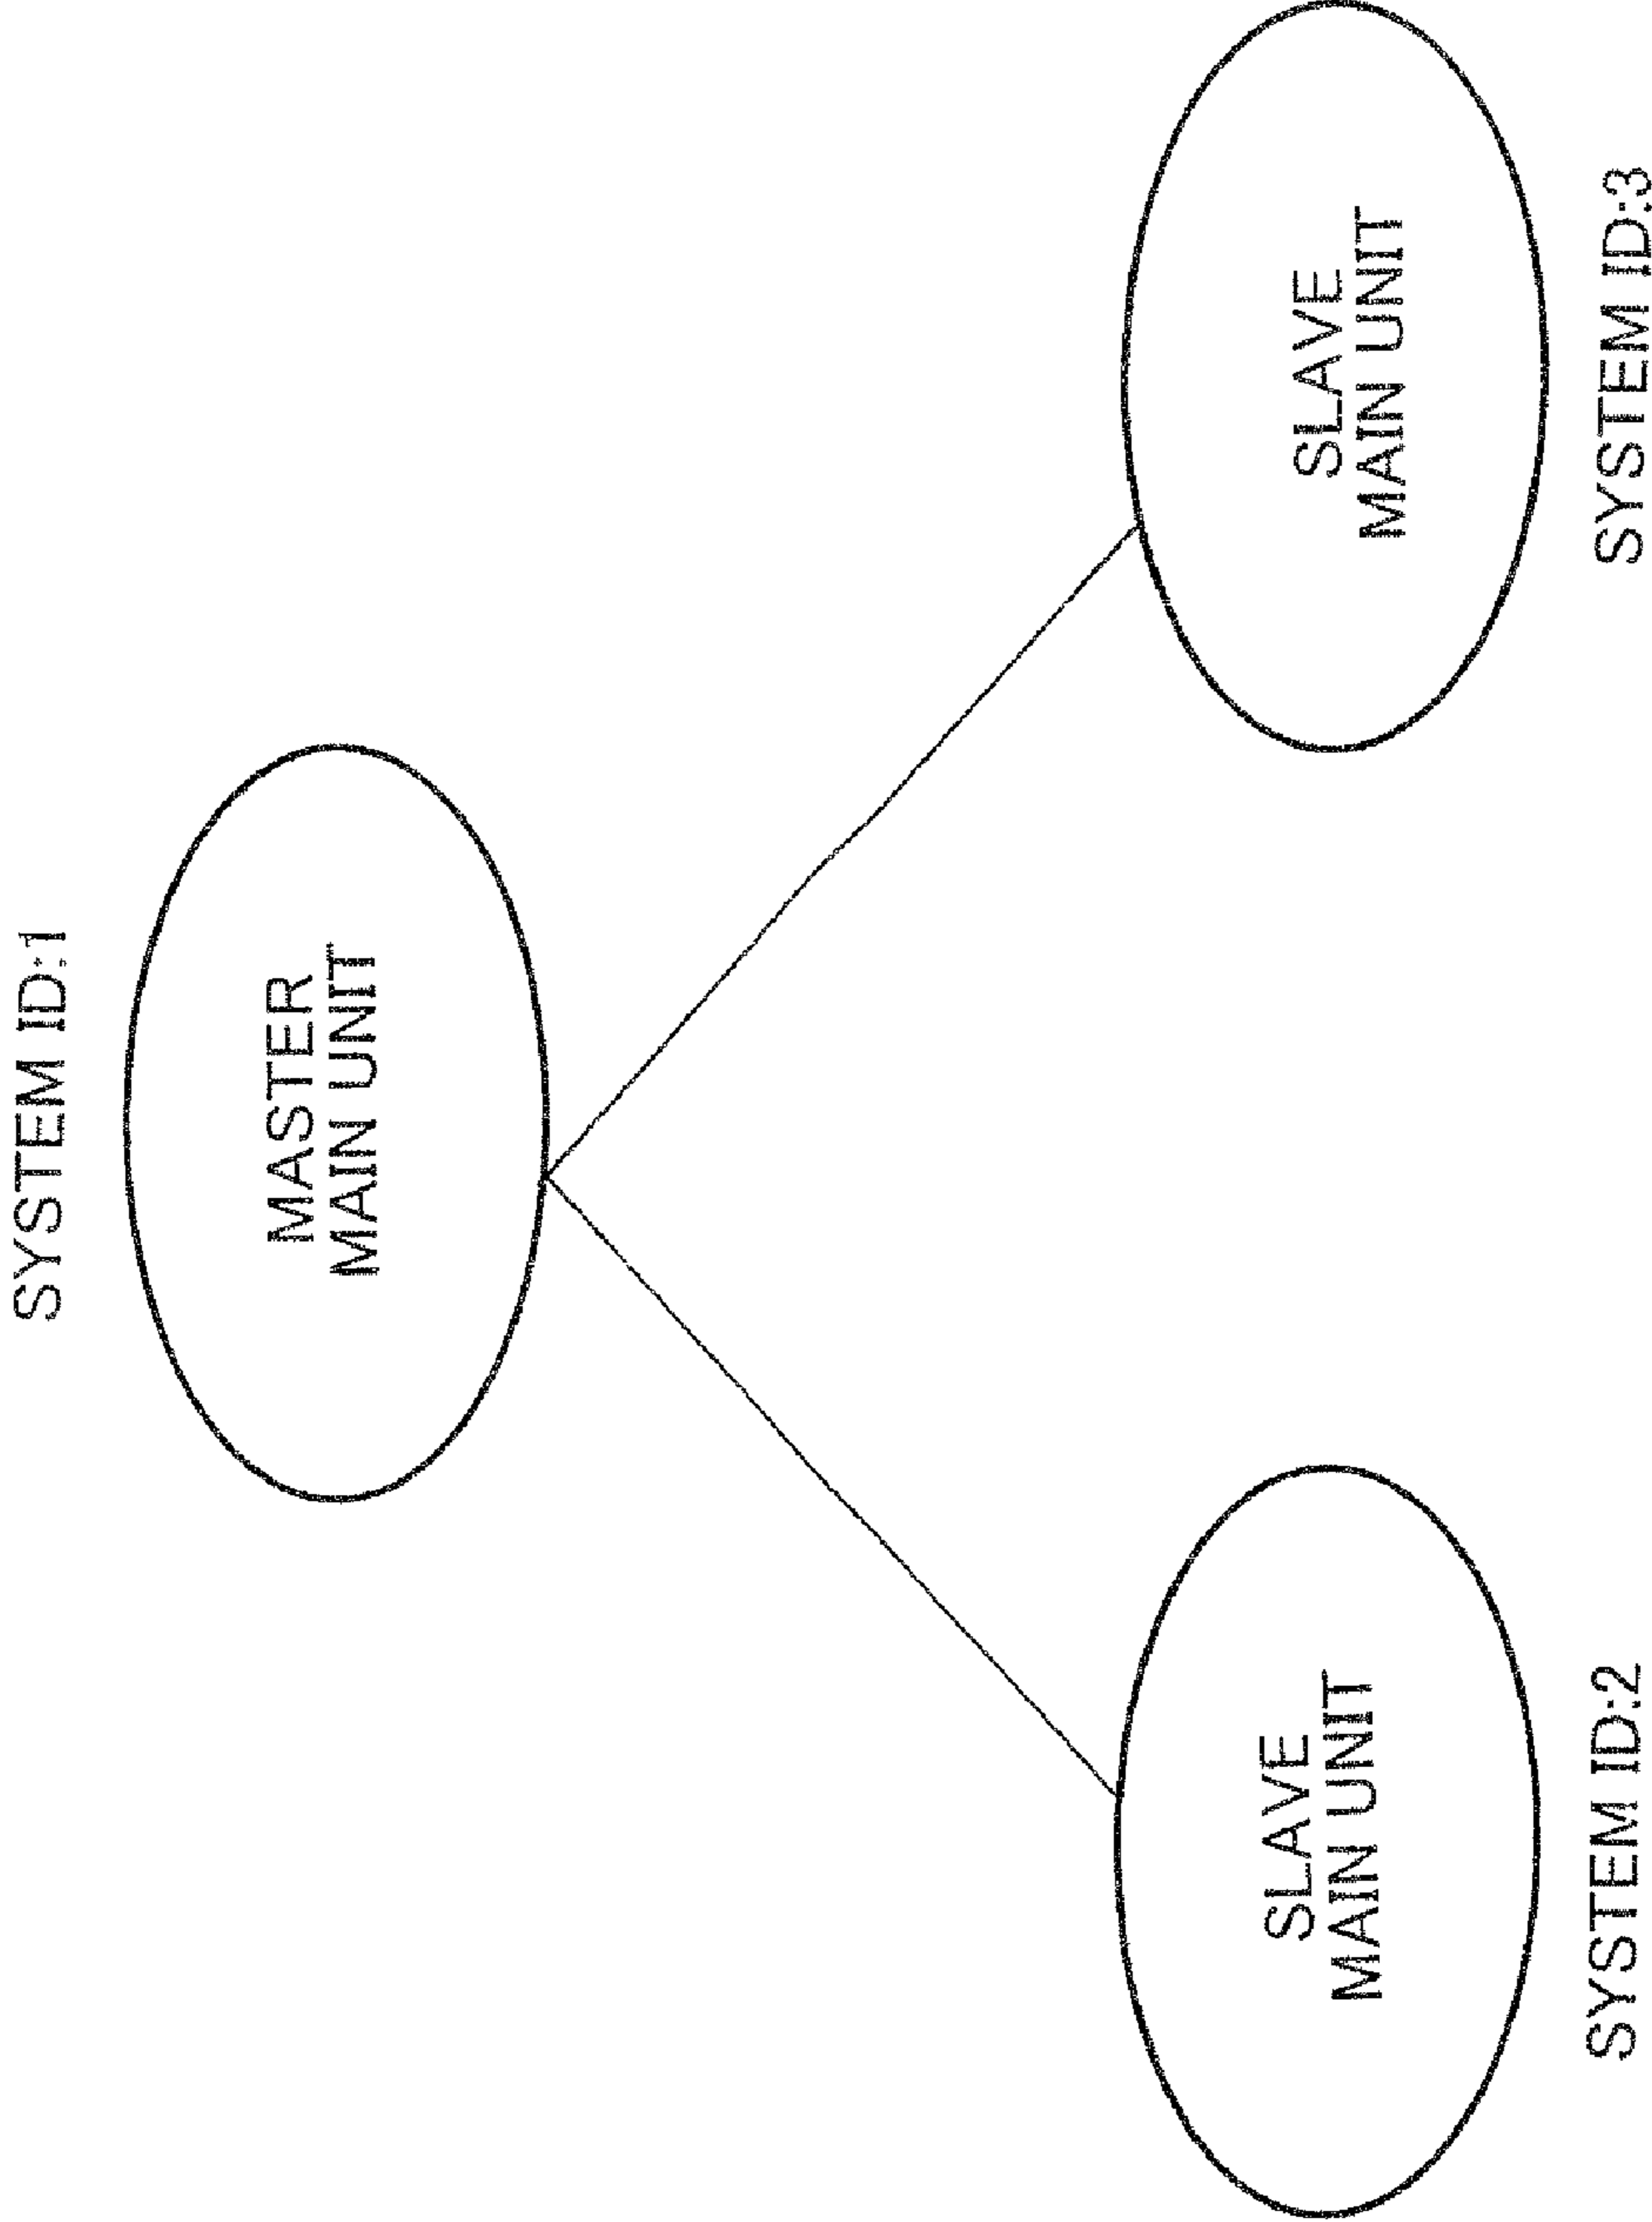 SYSTEM ID:1
MASTER
MAIN UNIT
SLAVE
MAIN UNIT
SYSTEM ID:2
SLAVE
MAIN UNIT
SYSTEM ID:3